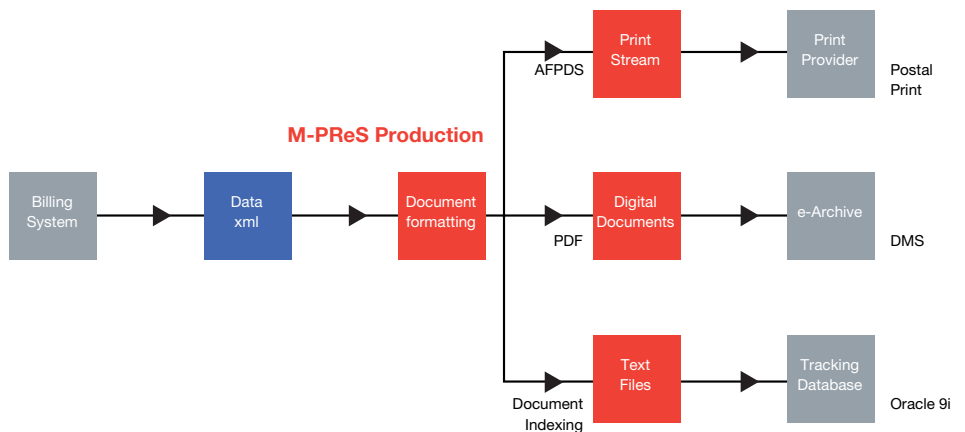 Print
Stream
Print
Provider
AFPDS
Postal
Print
M-PReS Production
Billing
System
Data
xml
Document
formatting
Digital
Documents
e-Archive
PDF
DMS
Text
Files
Tracking
Database
Document
Indexing
Oracle 9i